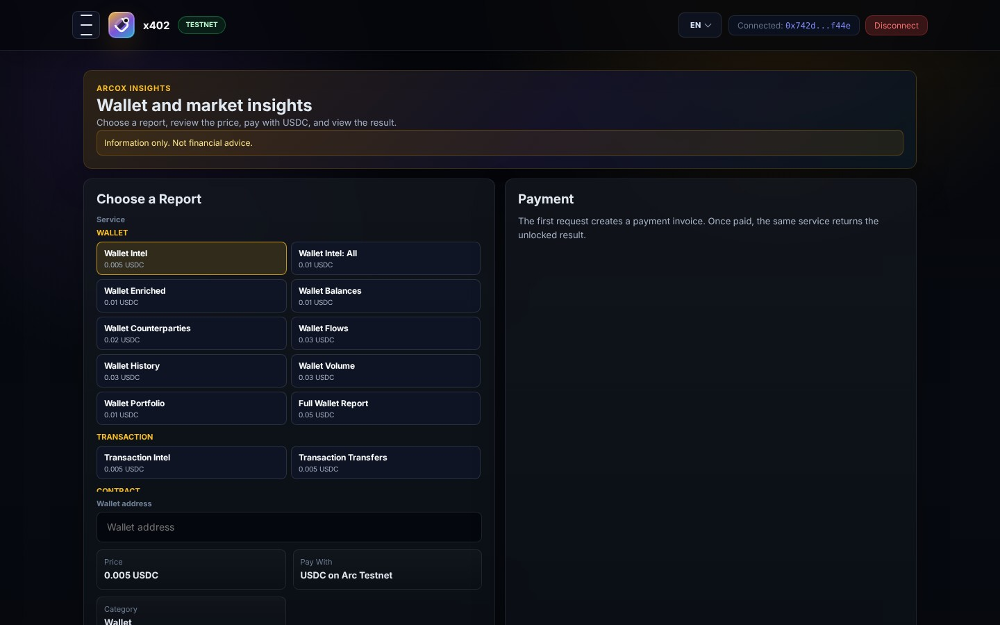 x402
TESTNET
EN
Connected: 0x742d...f44e
Disconnect
ARCOX INSIGHTS
Wallet and market insights
Choose a report, review the price, pay with USDC, and view the result.
Information only. Not financial advice.
Choose a Report
Service
WALLET
Wallet Intel
0.005 USDC
Wallet Intel: All
0.01 USDC
Wallet Enriched
0.01 USDC
Wallet Balances
0.01 USDC
Wallet Counterparties
0.02 USDC
Wallet Flows
0.03 USDC
Wallet History
0.03 USDC
Wallet Volume
0.03 USDC
Wallet Portfolio
0.01 USDC
Full Wallet Report
0.05 USDC
TRANSACTION
Transaction Intel
0.005 USDC
Transaction Transfers
0.005 USDC
CONTRACT
Wallet address
Wallet address
Price
0.005 USDC
Pay With
USDC on Arc Testnet
Category
Wallet
Payment
The first request creates a payment invoice. Once paid, the same service returns the
unlocked result.